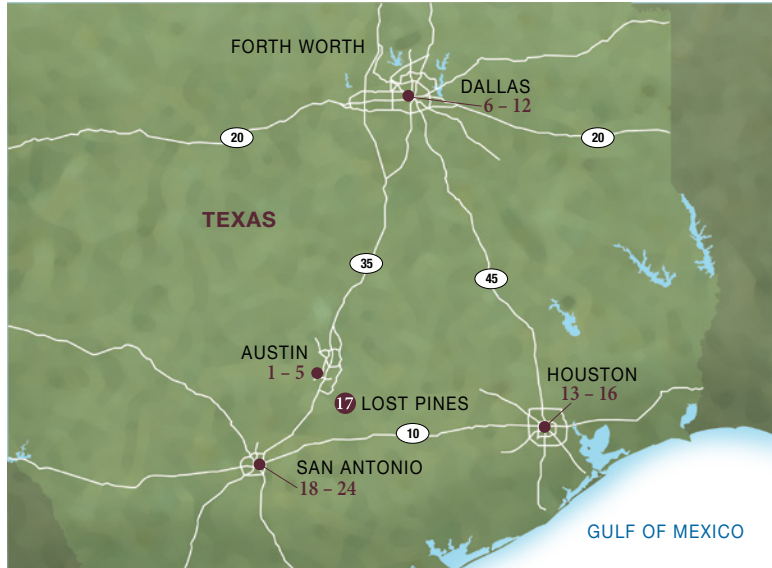 FORTH WORTH
DALLAS
6 – 12
20
20
TEXAS
35
45
AUSTIN
1 – 5
HOUSTON
13 – 16
17 LOST PINES
10
SAN ANTONIO
18 – 24
GULF OF MEXICO